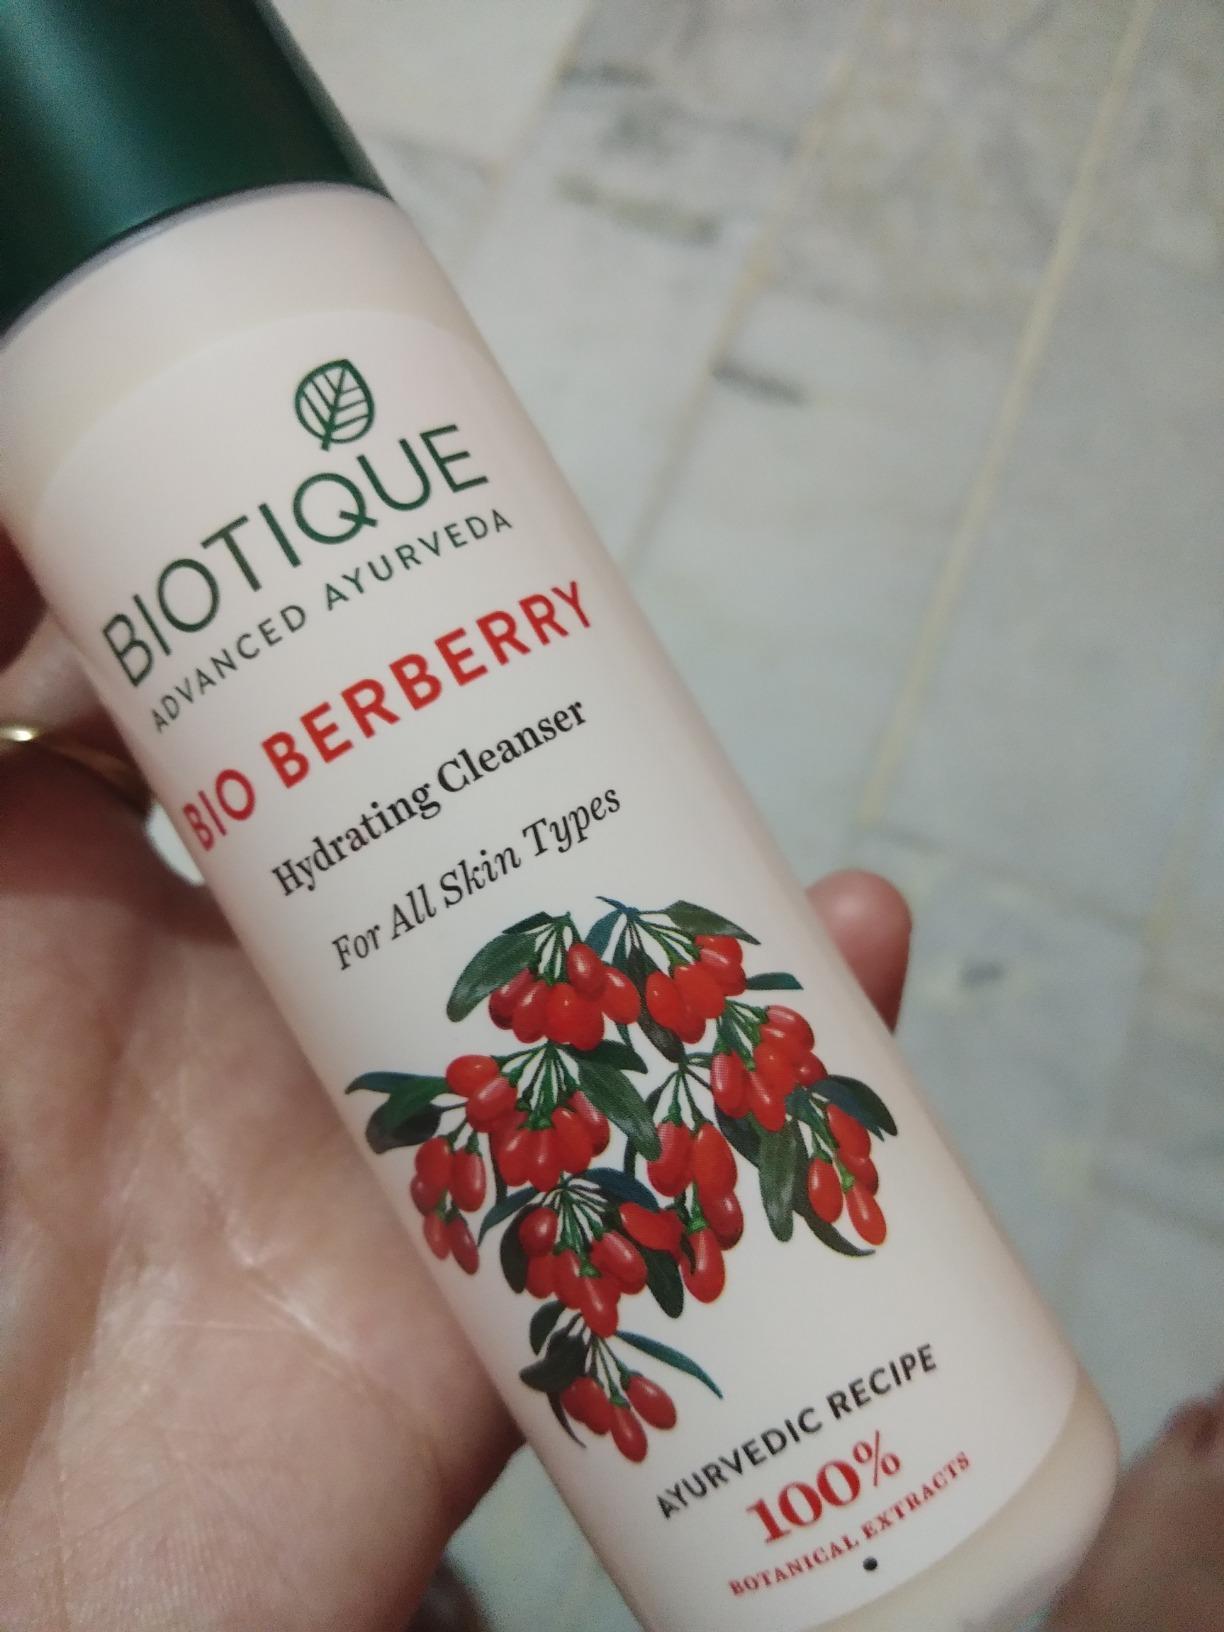 BIOTIQUE
ADVANCED AYURVEDA
BIO BERBERRY
Hydrating Cleanser
For All Skin Types
AYURVEDIC RECIPE
100%
BOTANICAL EXTRACTS